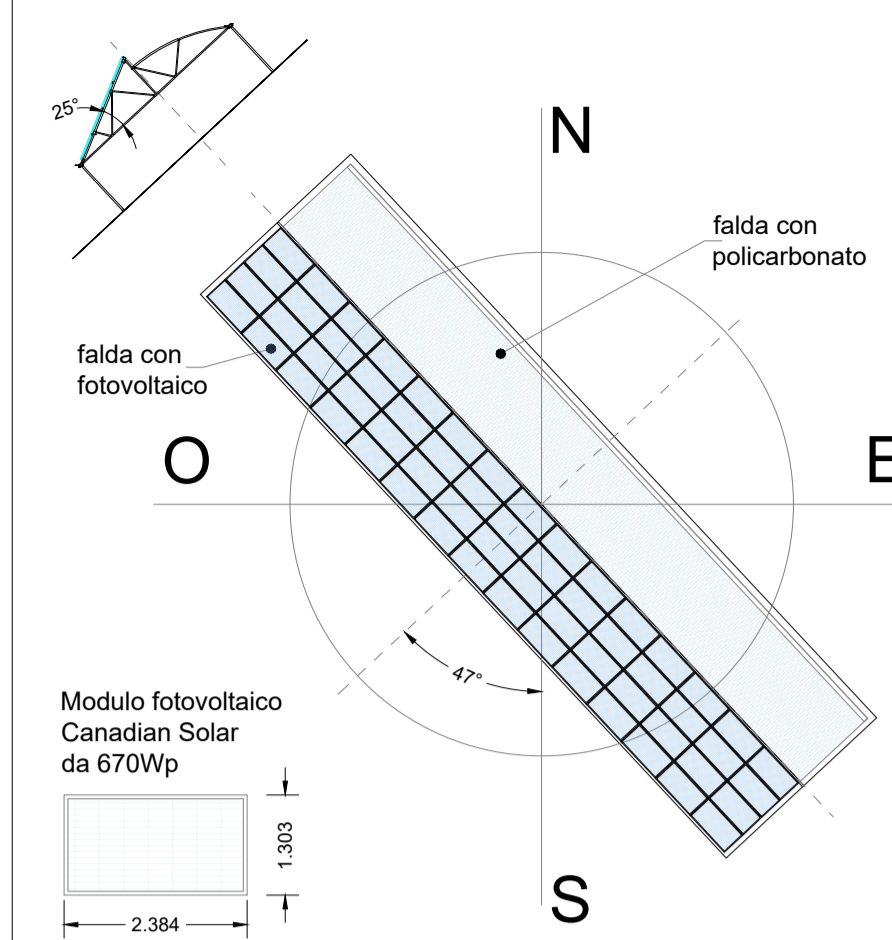 25°
N
falda con
policarbonato
falda con
fotovoltaico
O
E
47°
Modulo fotovoltaico
Canadian Solar
da 670Wp
1.303
2.384
S